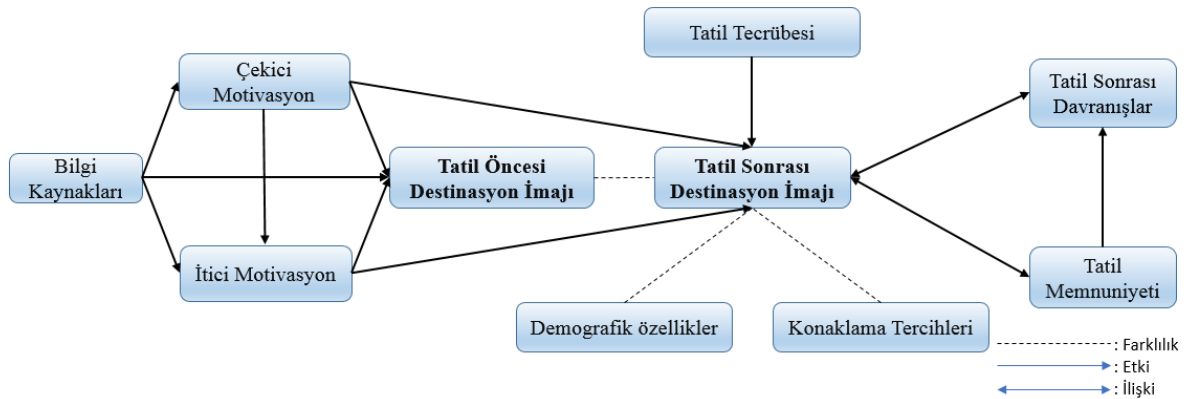 Tatil Tecrübesi
Çekici
Motivasyon
Tatil Sonrası
Davranışlar
Bilgi
Kaynakları
Tatil Öncesi
Destinasyon İmajı
Tatil Sonrası
Destinasyon İmajı
İtici Motivasyon
Tatil
Memnuniyeti
Demografik özellikler
Konaklama Tercihleri
: Farklılık
: Etki
: İlişki